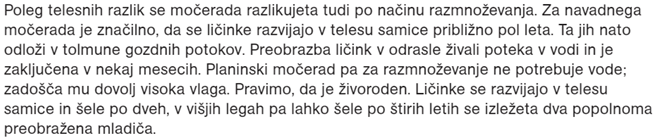 Poleg telesnih razlik se močerada razlikujeta tudi po načinu razmnoževanja. Za navadnega
močerada je značilno, da se ličinke razvijajo v telesu samice približno pol leta. Ta jih nato
odloži v tolmune gozdnih potokov. Preobrazba ličink v odrasle živali poteka v vodi in je
zaključena v nekaj mesecih. Planinski močerad pa za razmnoževanje ne potrebuje vode;
zadošča mu dovolj visoka vlaga. Pravimo, da je živoroden. Ličinke se razvijajo v telesu
samice in šele po dveh, v višjih legah pa lahko šele po štirih letih se izležeta dva popolnoma
preobražena mladiča.